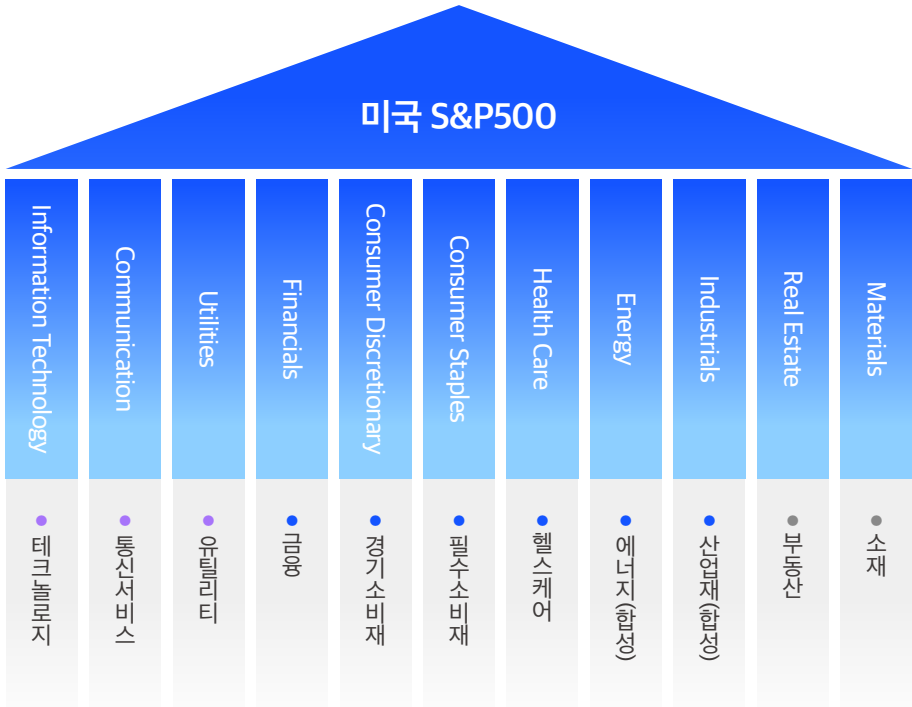 미국 S&P500
Information Technology
Communication
Utilities
Financials
Consumer Discretionary
Consumer Staples
Health Care
Energy
Industrials
Real Estate
Materials
테크놀로지
통신서비스
유틸리티
금융
경기소비재
필수소비재
헬스케어
에너지(합성)
산업재(합성)
부동산
소재